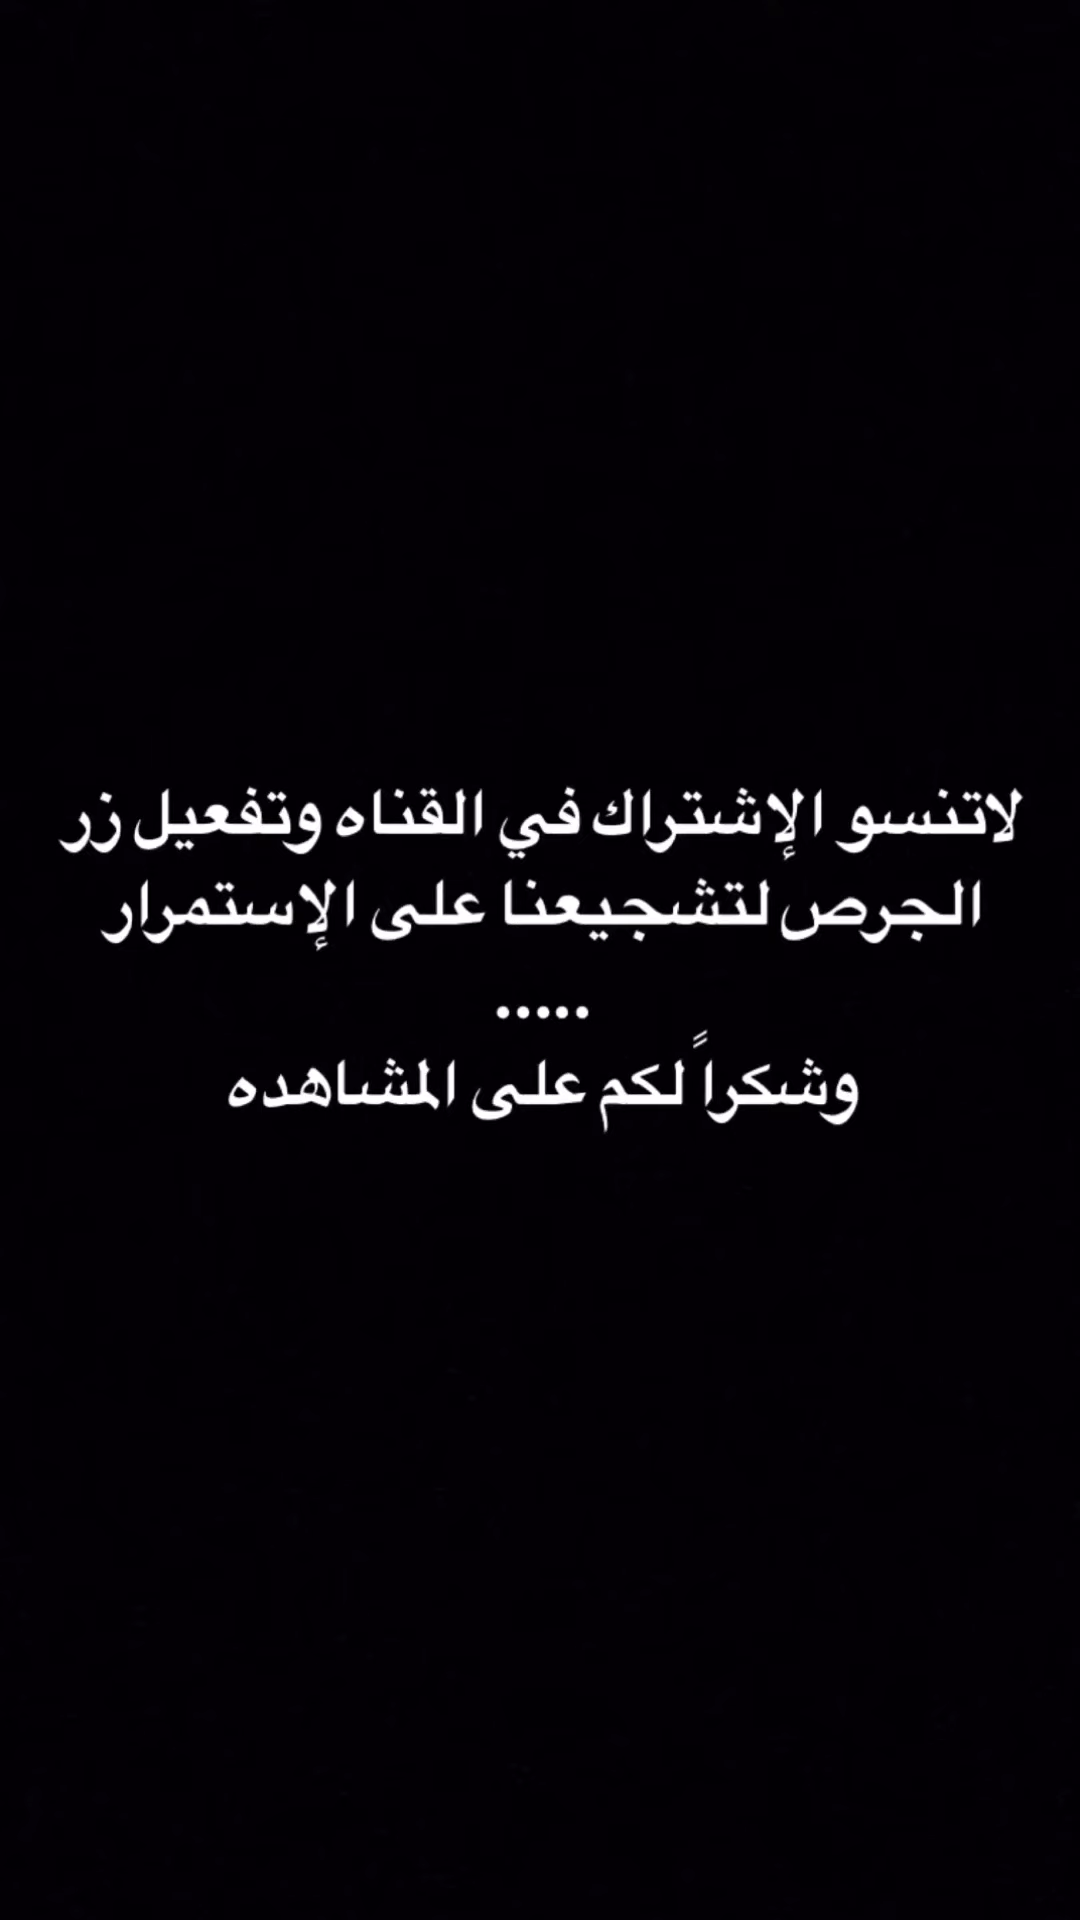 لاتنسو الإشتراك في القناه وتفعيل زر
الجرص لتشجيعنا على الإستمرار
.....
وشكراً لكم على المشاهده